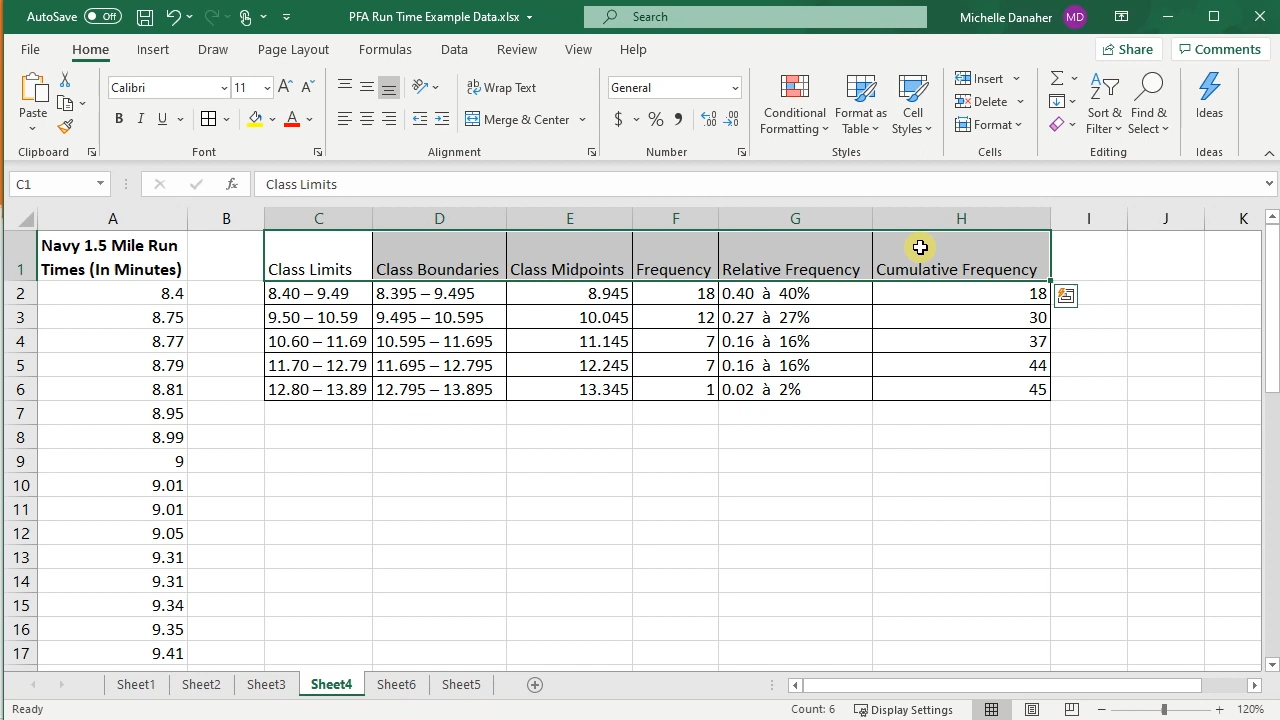 AutoSave Off PFA Run Time Example Data.xlsx Search Michelle Danaher MD
File Home Insert Draw Page Layout Formulas Data Review View Help Share Comments
Paste Calibri 11 Wrap Text General Conditional Formatting Format as Table Cell Styles Insert Sort & Filter Find & Select Ideas
B I U Merge & Center $ % Delete
Format
Clipboard Font Alignment Number Styles Cells Editing Ideas
C1 fx Class Limits
A B C D E F G H I J K
Navy 1.5 Mile Run
1 Times (In Minutes) Class Limits Class Boundaries Class Midpoints Frequency Relative Frequency Cumulative Frequency
2 8.4 8.40 – 9.49 8.395 – 9.495 8.945 18 0.40 à 40% 18
3 8.75 9.50 – 10.59 9.495 – 10.595 10.045 12 0.27 à 27% 30
4 8.77 10.60 – 11.69 10.595 – 11.695 11.145 7 0.16 à 16% 37
5 8.79 11.70 – 12.79 11.695 – 12.795 12.245 7 0.16 à 16% 44
6 8.81 12.80 – 13.89 12.795 – 13.895 13.345 1 0.02 à 2% 45
7 8.95
8 8.99
9 9
10 9.01
11 9.01
12 9.05
13 9.31
14 9.31
15 9.34
16 9.35
17 9.41
Sheet1 Sheet2 Sheet3 Sheet4 Sheet6 Sheet5
Ready Count: 6 Display Settings 120%